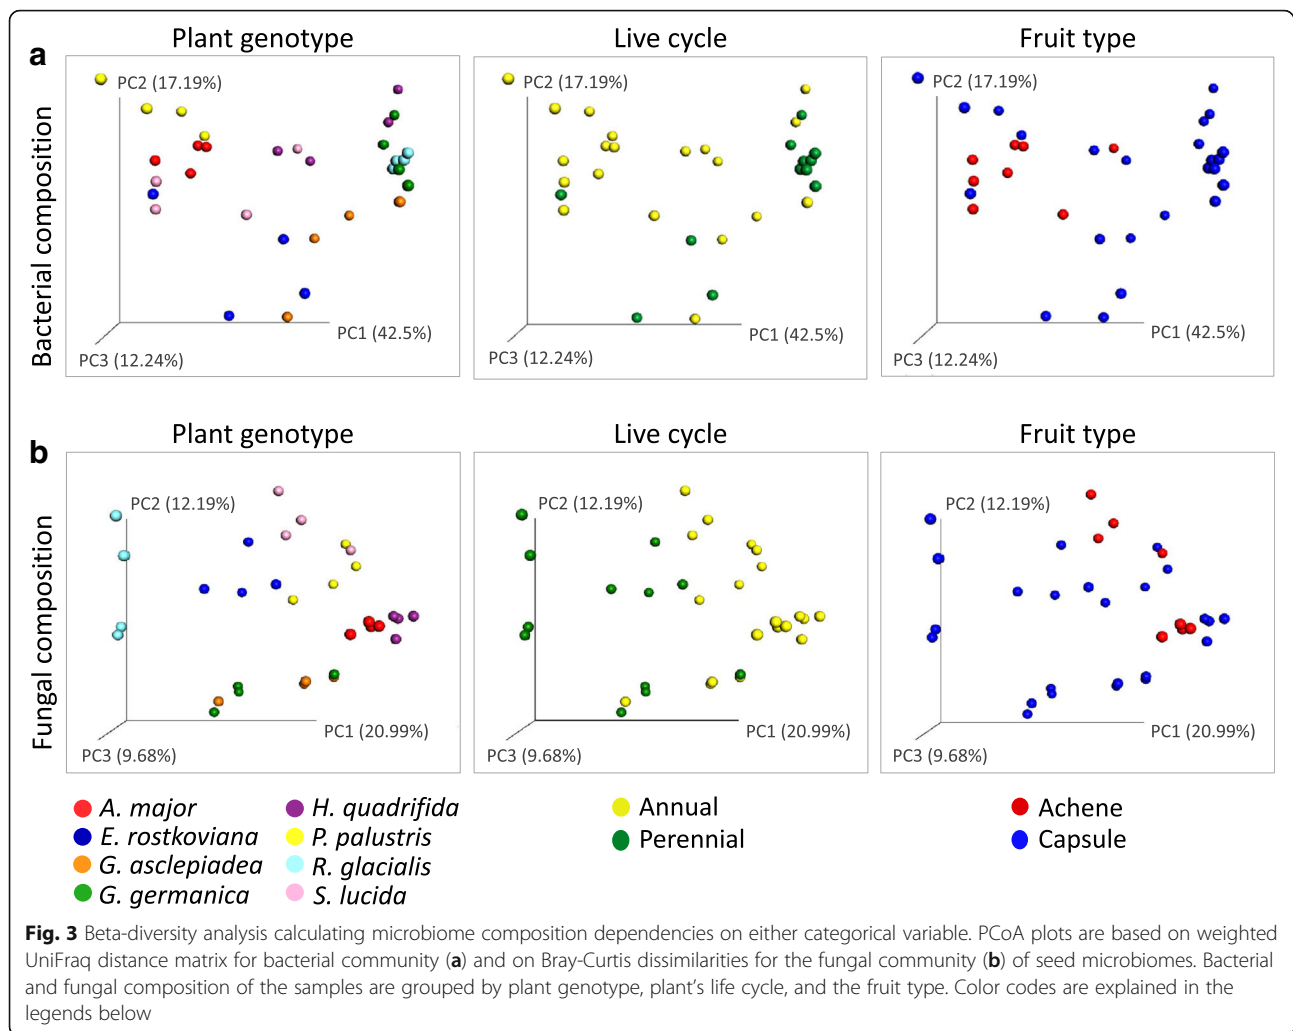 a
Plant genotype
Live cycle
Fruit type
Bacterial composition
PC2 (17.19%)
PC1 (42.5%)
PC3 (12.24%)
PC2 (17.19%)
PC1 (42.5%)
PC3 (12.24%)
PC2 (17.19%)
PC1 (42.5%)
PC3 (12.24%)
b
Plant genotype
Live cycle
Fruit type
Fungal composition
PC2 (12.19%)
PC1 (20.99%)
PC3 (9.68%)
PC2 (12.19%)
PC1 (20.99%)
PC3 (9.68%)
PC2 (12.19%)
PC1 (20.99%)
PC3 (9.68%)
A. major
E. rostkoviana
G. asclepiadea
G. germanica
H. quadrifida
P. palustris
R. glacialis
S. lucida
Annual
Perennial
Achene
Capsule
Fig. 3 Beta-diversity analysis calculating microbiome composition dependencies on either categorical variable. PCoA plots are based on weighted
UniFraq distance matrix for bacterial community (a) and on Bray-Curtis dissimilarities for the fungal community (b) of seed microbiomes. Bacterial
and fungal composition of the samples are grouped by plant genotype, plant's life cycle, and the fruit type. Color codes are explained in the
legends below